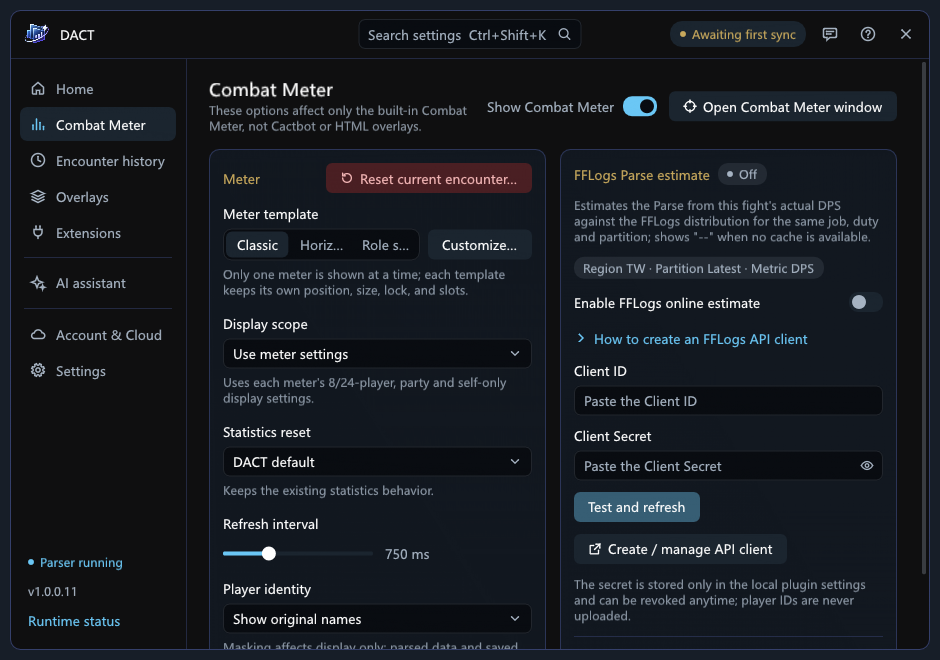 DACT
Search settings Ctrl+Shift+K
Awaiting first sync
Home
Combat Meter
Encounter history
Overlays
Extensions
AI assistant
Account & Cloud
Settings
Parser running
v1.0.0.11
Runtime status
Combat Meter
These options affect only the built-in Combat
Meter, not Cactbot or HTML overlays.
Show Combat Meter
Open Combat Meter window
Meter
Reset current encounter...
Meter template
Classic
Horiz...
Role s...
Customize...
Only one meter is shown at a time; each template
keeps its own position, size, lock, and slots.
Display scope
Use meter settings
Uses each meter's 8/24-player, party and self-only
display settings.
Statistics reset
DACT default
Keeps the existing statistics behavior.
Refresh interval
750 ms
Player identity
Show original names
Masking affects display only; parsed data and saved
FFLogs Parse estimate
Off
Estimates the Parse from this fight's actual DPS
against the FFLogs distribution for the same job, duty
and partition; shows "--" when no cache is available.
Region TW · Partition Latest · Metric DPS
Enable FFLogs online estimate
How to create an FFLogs API client
Client ID
Paste the Client ID
Client Secret
Paste the Client Secret
Test and refresh
Create / manage API client
The secret is stored only in the local plugin settings
and can be revoked anytime; player IDs are never
uploaded.